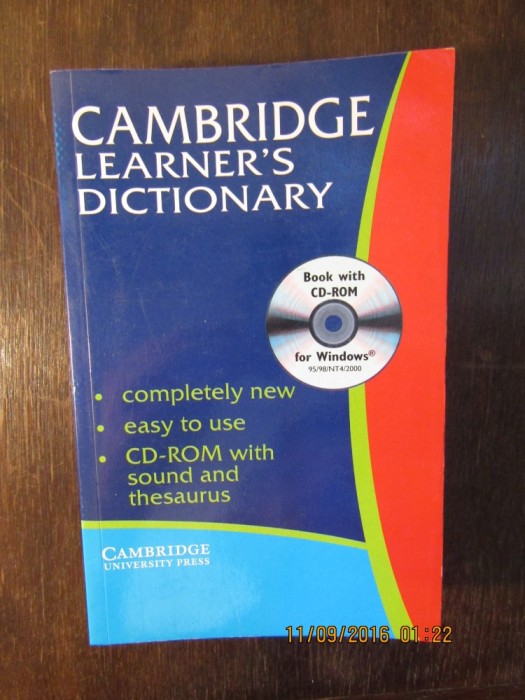 CAMBRIDGE
LEARNER'S
DICTIONARY
Book with
CD-ROM
for Windows®
95/98/NT4/2000
• completely new
• easy to use
• CD-ROM with
sound and
thesaurus
CAMBRIDGE
UNIVERSITY PRESS
11/09/2016 01:22